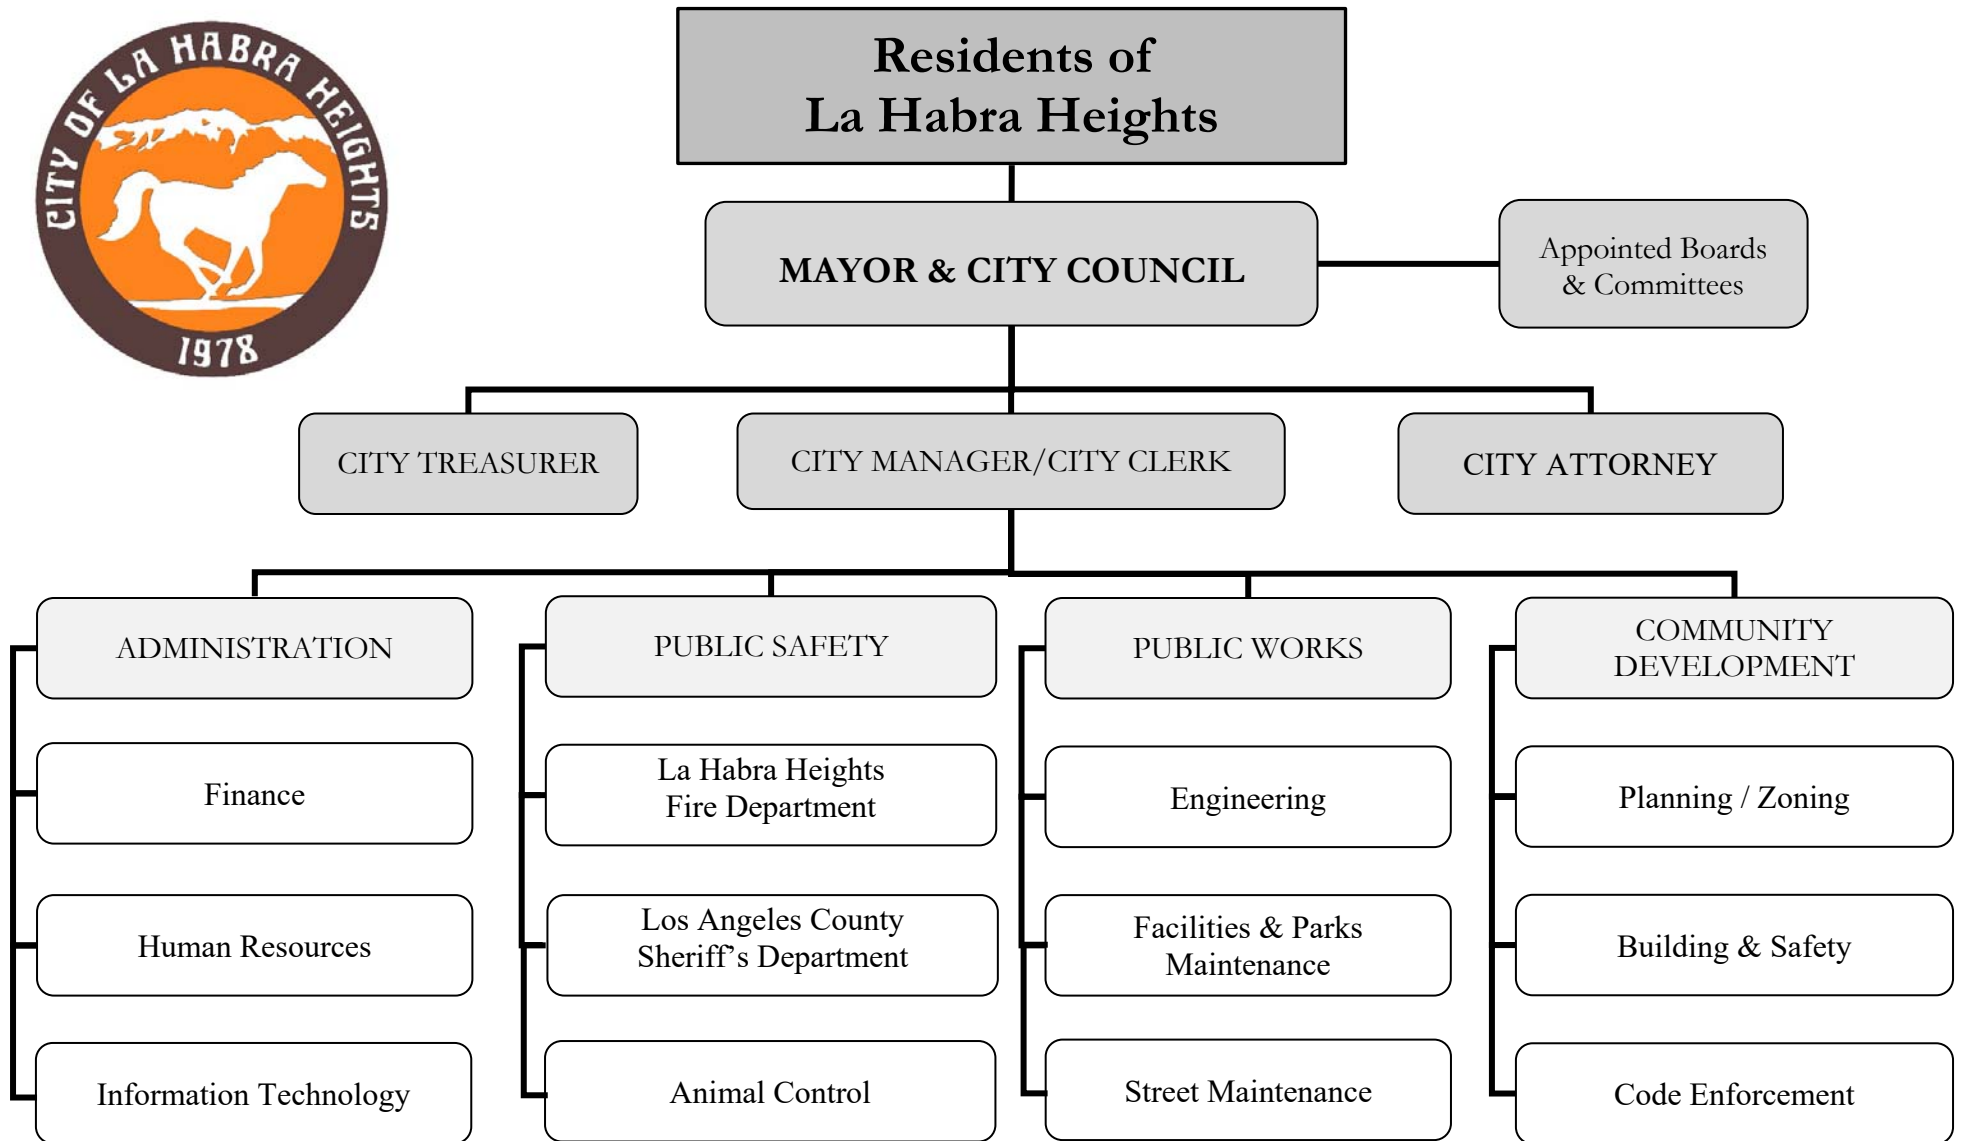 CITY OF LA HABRA HEIGHTS
1978
Residents of
La Habra Heights
MAYOR & CITY COUNCIL
Appointed Boards
& Committees
CITY TREASURER
CITY MANAGER/CITY CLERK
CITY ATTORNEY
ADMINISTRATION
Finance
Human Resources
Information Technology
PUBLIC SAFETY
La Habra Heights
Fire Department
Los Angeles County
Sheriff’s Department
Animal Control
PUBLIC WORKS
Engineering
Facilities & Parks
Maintenance
Street Maintenance
COMMUNITY
DEVELOPMENT
Planning / Zoning
Building & Safety
Code Enforcement